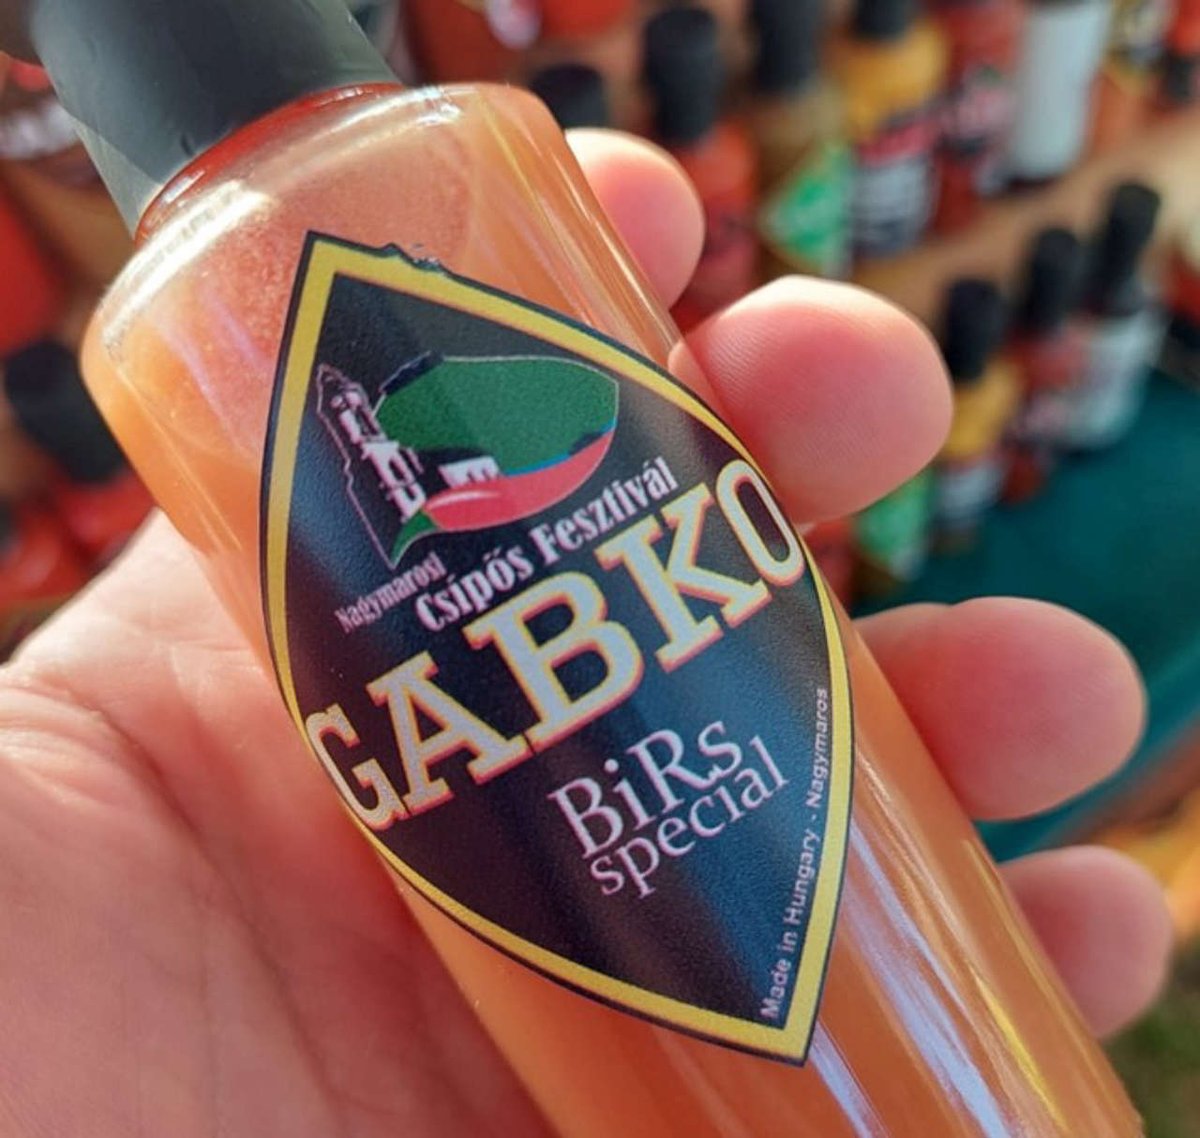 Nagymarosi
Csípős Fesztivál
GABKO
BiRs
special
Made in Hungary - Nagymaros